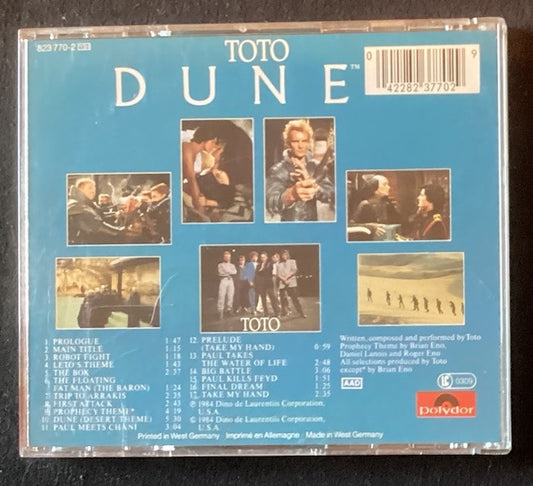 823 770-2
TOTO
DUNE™
0 42282 37702 9
TOTO
1 PROLOGUE 1:47
2 MAIN TITLE 1:15
3 ROBOT FIGHT 1:18
4 LETO'S THEME 1:43
5 THE BOX 2:37
6 THE FLOATING
FAT MAN (THE BARON) 1:24
7 TRIP TO ARRAKIS 2:35
8 FIRST ATTACK 2:43
9 PROPHECY THEME* 4:19
10 DUNE (DESERT THEME) 5:30
11 PAUL MEETS CHANI 3:04
12. PRELUDE
(TAKE MY HAND) 6:59
13 PAUL TAKES
THE WATER OF LIFE 2:48
14 BIG BATTLE 3:06
15 PAUL KILLS FEYD 1:51
16 FINAL DREAM 1:25
17 TAKE MY HAND 2:35
℗ 1984 Dino de Laurentiis Corporation,
U.S.A.
© 1984 Dino de Laurentiis Corporation,
U.S.A.
Written, composed and performed by Toto
Prophecy Theme by Brian Eno,
Daniel Lanois and Roger Eno
All selections produced by Toto
except* by Brian Eno
AAD
LC 0309
polydor
Printed in West Germany Imprimé en Allemagne Made in West Germany